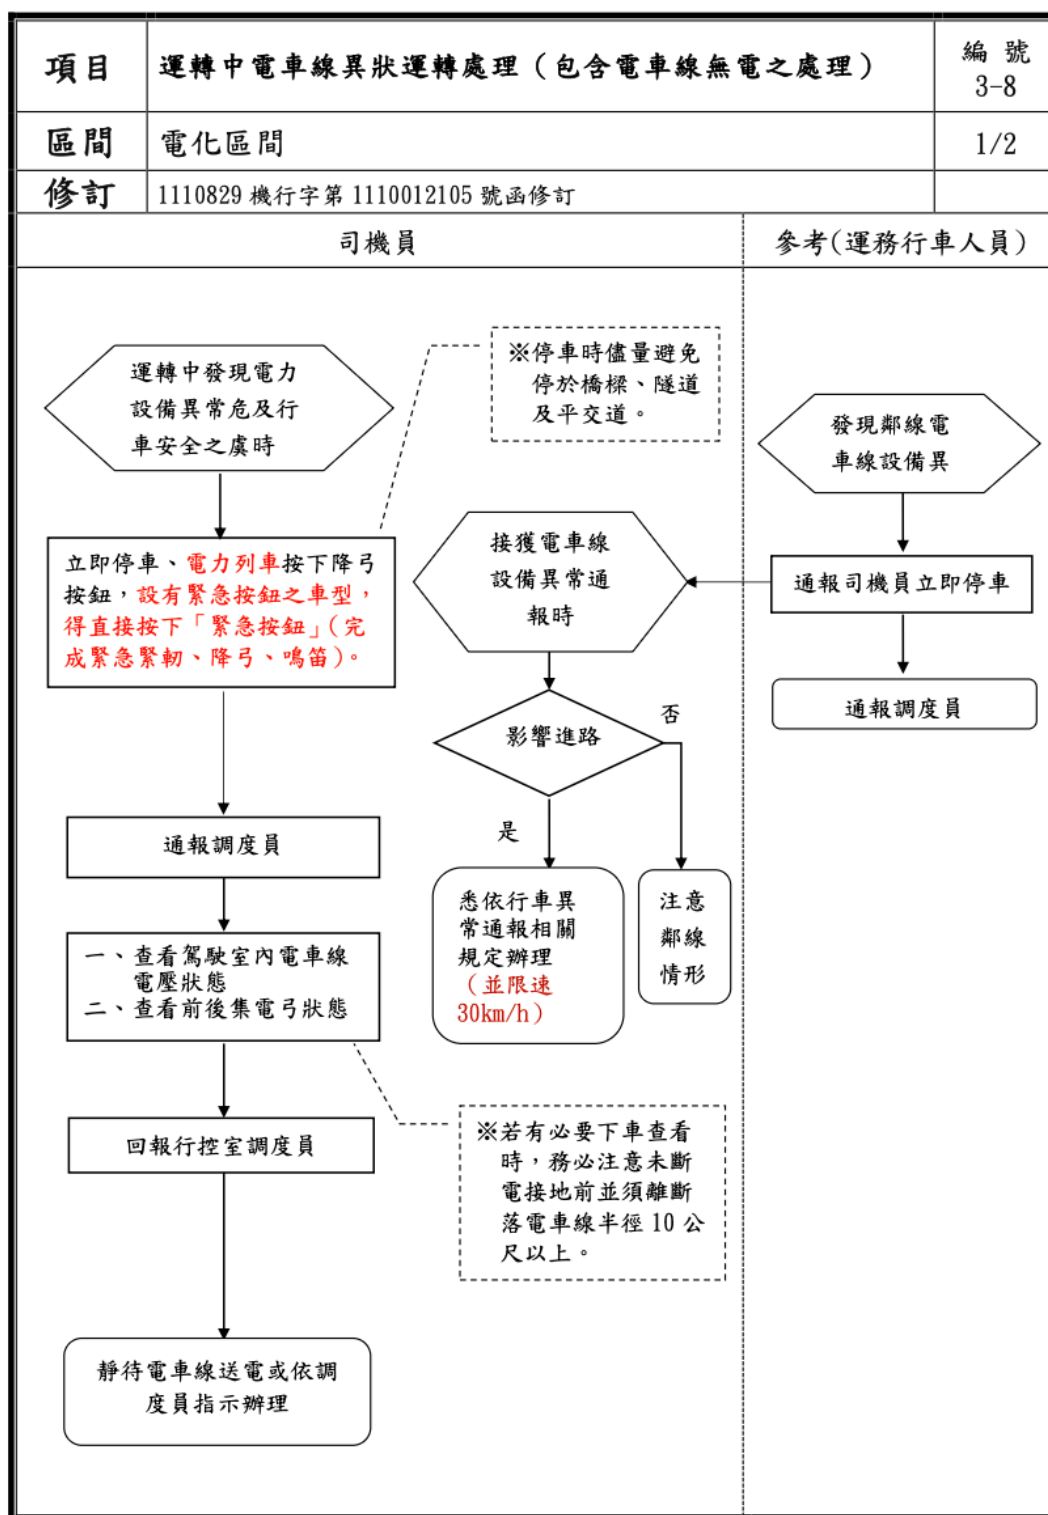 項目
運轉中電車線異狀運轉處理（包含電車線無電之處理）
編號
3-8
區間
電化區間
1/2
修訂
1110829 機行字第 1110012105 號函修訂
司機員
參考(運務行車人員)
運轉中發現電力
設備異常危及行
車安全之虞時
※停車時儘量避免
停於橋樑、隧道
及平交道。
立即停車、電力列車按下降弓
按鈕，設有緊急按鈕之車型，
得直接按下「緊急按鈕」(完
成緊急緊軔、降弓、鳴笛)。
通報調度員
一、查看駕駛室內電車線
電壓狀態
二、查看前後集電弓狀態
※若有必要下車查看
時，務必注意未斷
電接地前並須離斷
落電車線半徑 10 公
尺以上。
回報行控室調度員
靜待電車線送電或依調
度員指示辦理
接獲電車線
設備異常通
報時
影響進路
否
是
悉依行車異
常通報相關
規定辦理
（並限速
30km/h）
注意
鄰線
情形
發現鄰線電
車線設備異
通報司機員立即停車
通報調度員